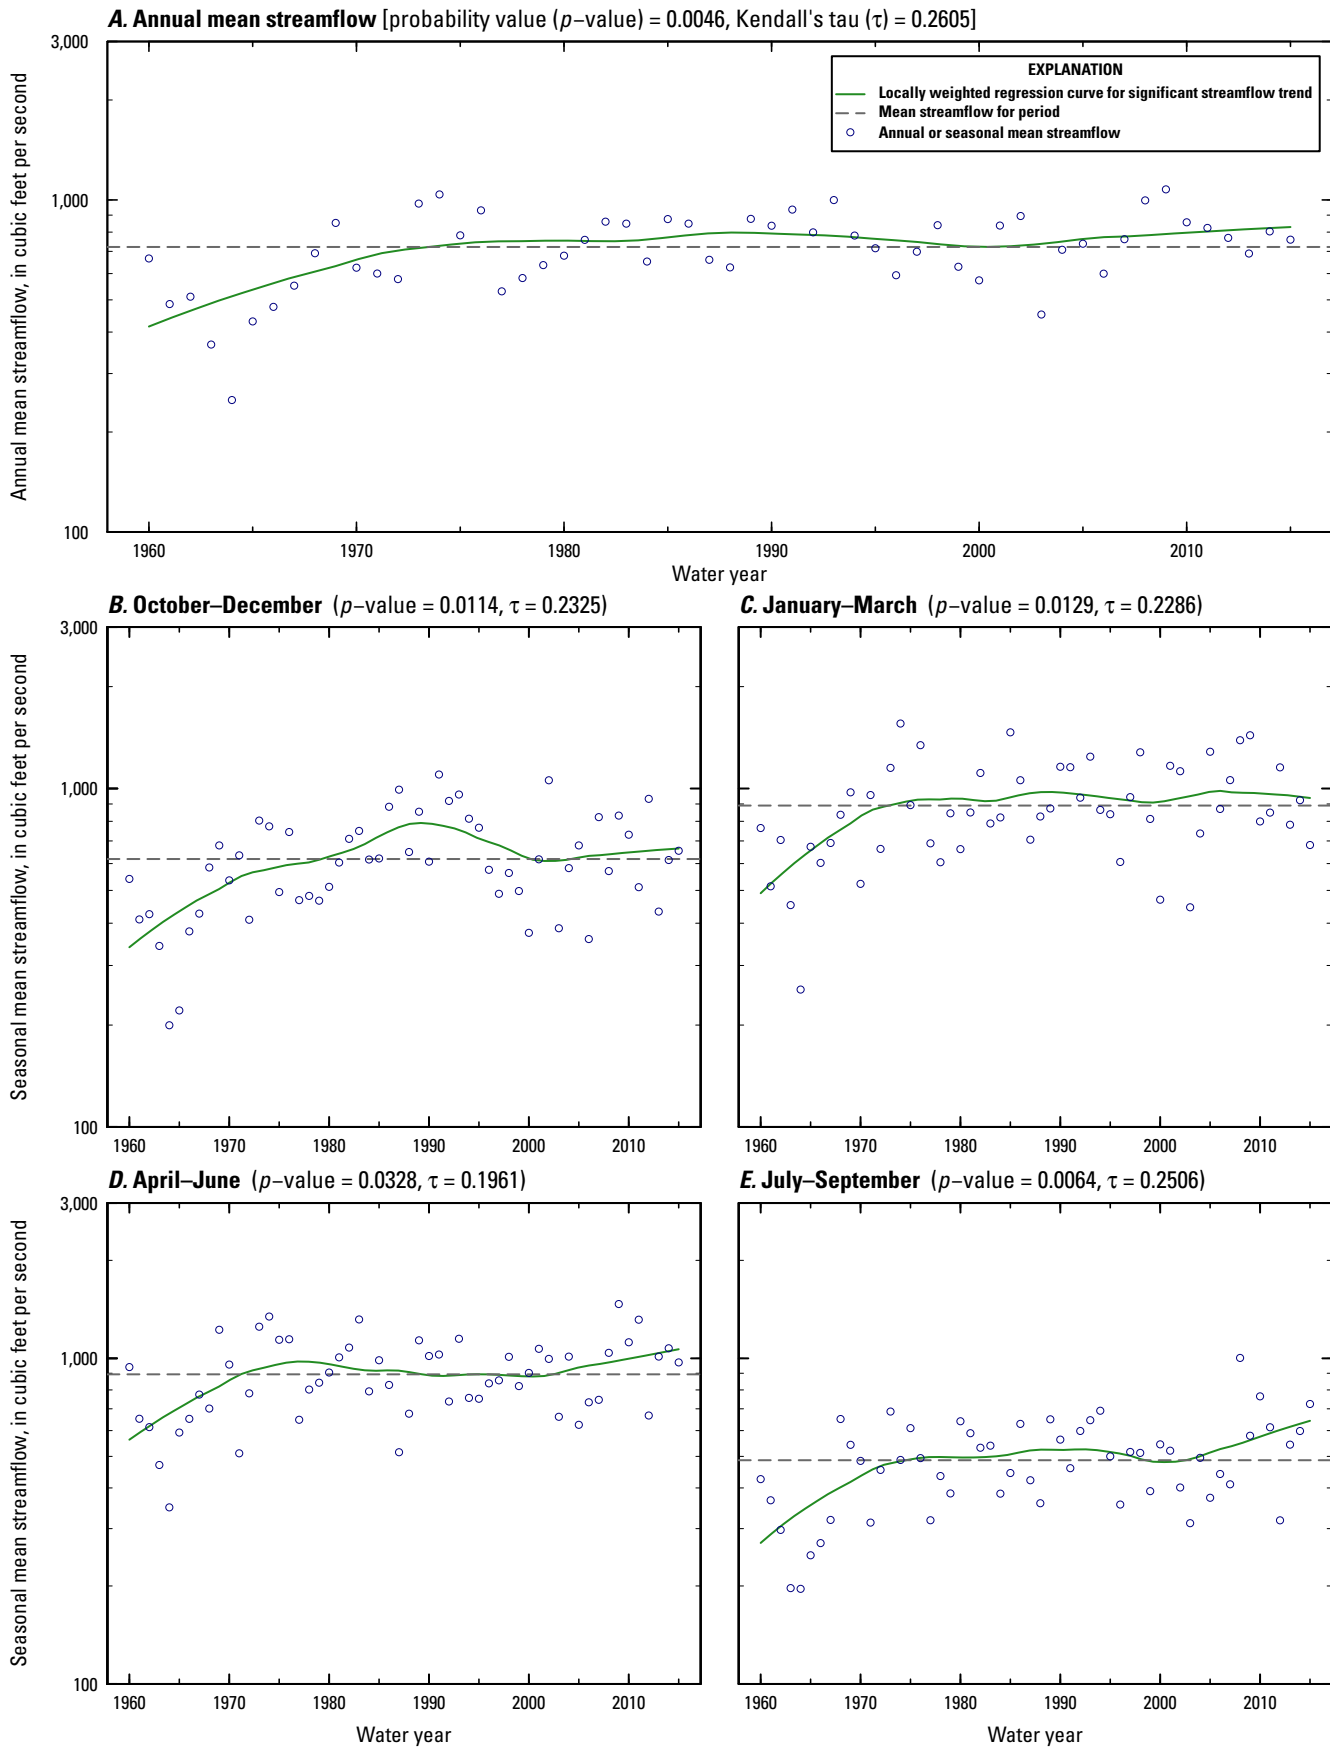 A. Annual mean streamflow [probability value (p−value) = 0.0046, Kendall's tau (τ) = 0.2605]
3,000
1,000
100
Annual mean streamflow, in cubic feet per second
EXPLANATION
Locally weighted regression curve for significant streamflow trend
Mean streamflow for period
Annual or seasonal mean streamflow
1960 1970 1980 1990 2000 2010
Water year
B. October–December (p−value = 0.0114, τ = 0.2325)
3,000
1,000
100
Seasonal mean streamflow, in cubic feet per second
1960 1970 1980 1990 2000 2010
C. January–March (p−value = 0.0129, τ = 0.2286)
1960 1970 1980 1990 2000 2010
D. April–June (p−value = 0.0328, τ = 0.1961)
3,000
1,000
100
Seasonal mean streamflow, in cubic feet per second
1960 1970 1980 1990 2000 2010
Water year
E. July–September (p−value = 0.0064, τ = 0.2506)
1960 1970 1980 1990 2000 2010
Water year